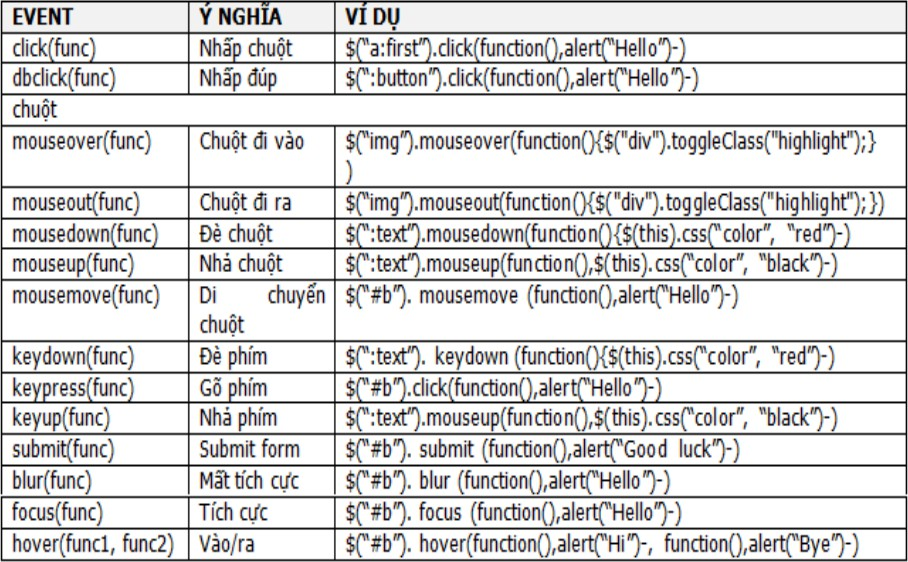 EVENT Ý NGHĨA VÍ DỤ
click(func) Nhấp chuột $(“a:first”).click(function(),alert(“Hello”)-)
dbclick(func) Nhấp đúp $(“:button”).click(function(),alert(“Hello”)-)
chuột
mouseover(func) Chuột đi vào $(“img”).mouseover(function(){$("div").toggleClass("highlight");}
)
mouseout(func) Chuột đi ra $(“img”).mouseout(function(){$("div").toggleClass("highlight");})
mousedown(func) Đè chuột $(“:text”).mousedown(function(){$(this).css(“color”, “red”)-)
mouseup(func) Nhả chuột $(“:text”).mouseup(function(),$(this).css(“color”, “black”)-)
mousemove(func) Di chuyển $(“#b”). mousemove (function(),alert(“Hello”)-)
chuột
keydown(func) Đè phím $(“:text”). keydown (function(){$(this).css(“color”, “red”)-)
keypress(func) Gõ phím $(“#b”).click(function(),alert(“Hello”)-)
keyup(func) Nhả phím $(“:text”).mouseup(function(),$(this).css(“color”, “black”)-)
submit(func) Submit form $(“#b”). submit (function(),alert(“Good luck”)-)
blur(func) Mất tích cực $(“#b”). blur (function(),alert(“Hello”)-)
focus(func) Tích cực $(“#b”). focus (function(),alert(“Hello”)-)
hover(func1, func2) Vào/ra $(“#b”). hover(function(),alert(“Hi”)-, function(),alert(“Bye”)-)